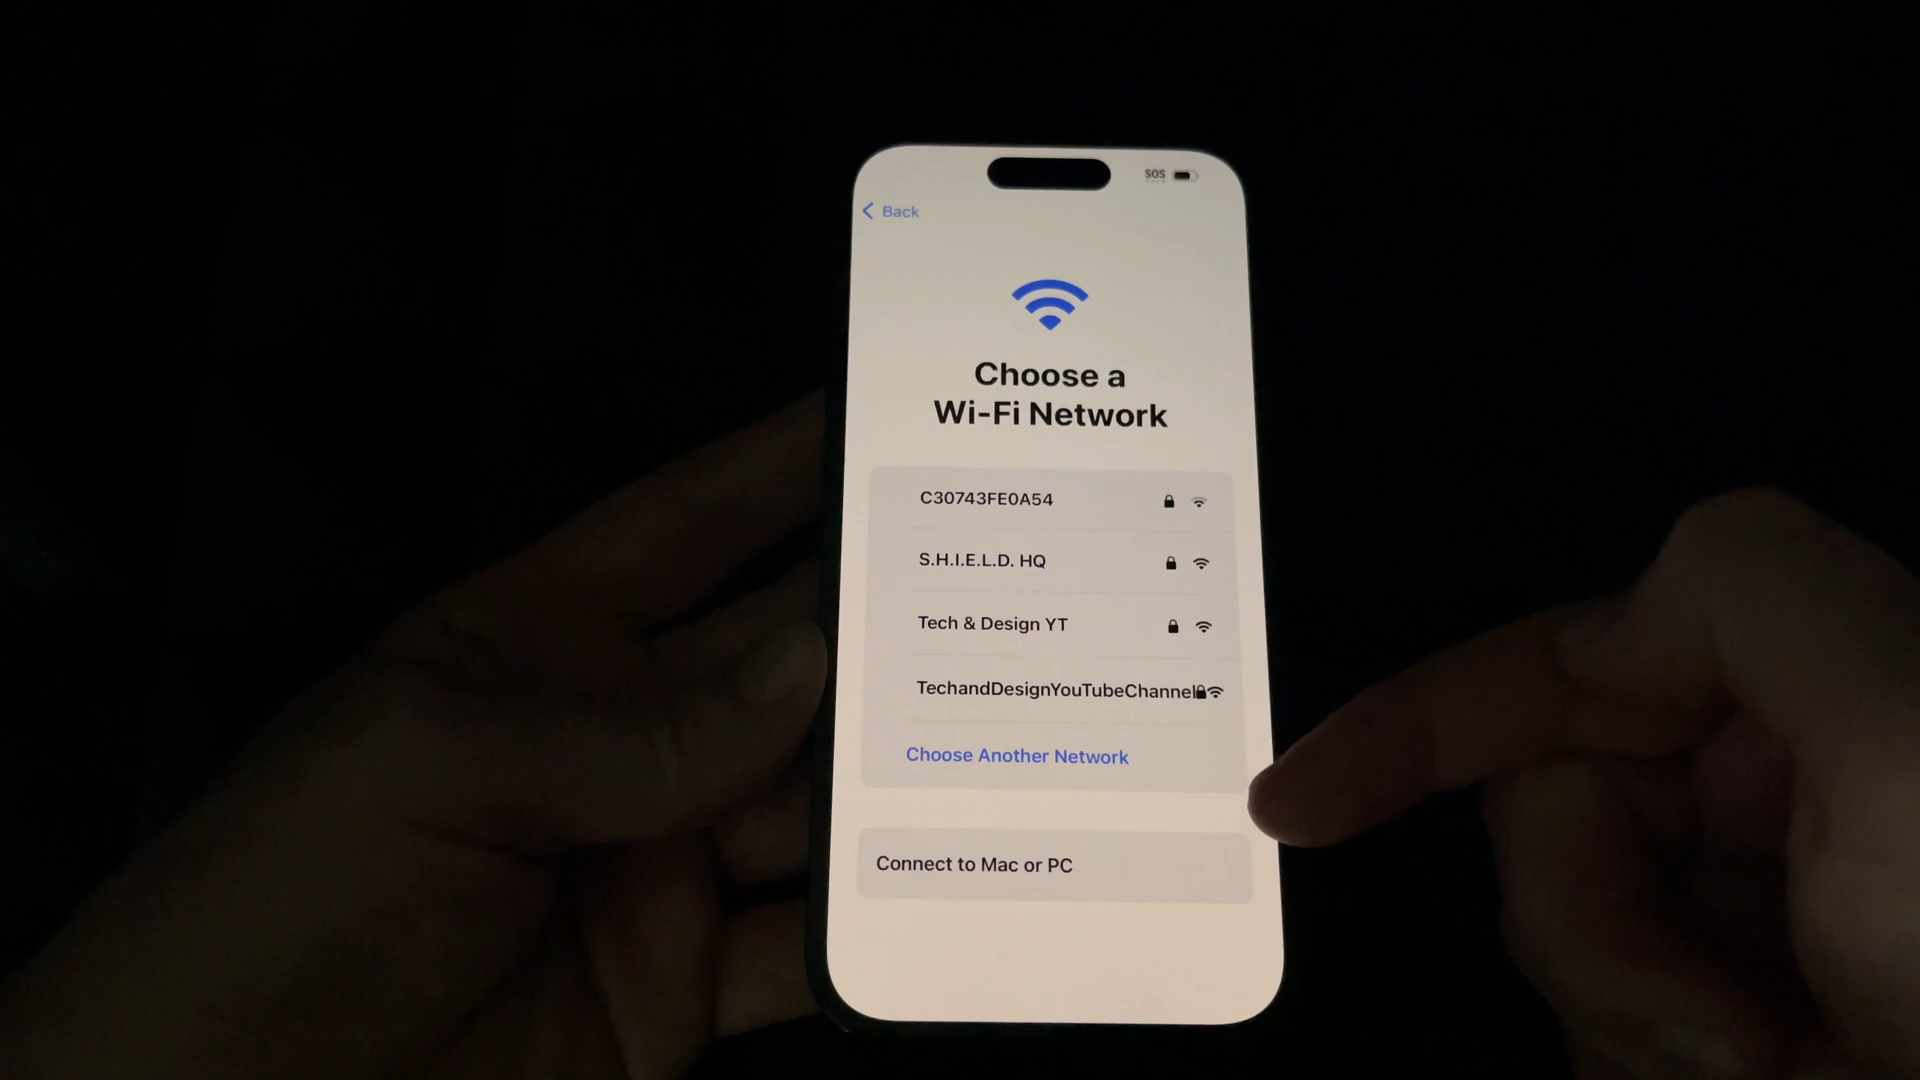 SOS
Back
Choose a
Wi-Fi Network
C30743FE0A54
S.H.I.E.L.D. HQ
Tech & Design YT
TechandDesignYouTubeChannel
Choose Another Network
Connect to Mac or PC